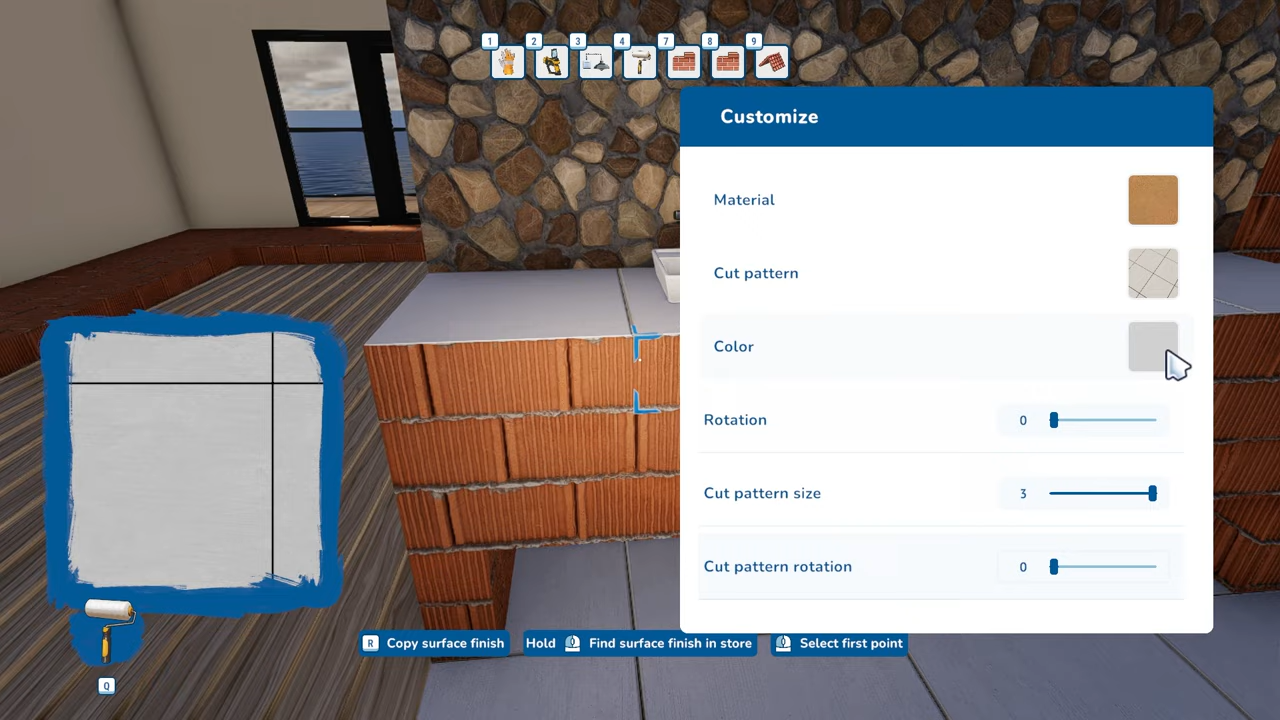 1 2 3 4 7 8 9
Customize
Material
Cut pattern
Color
Rotation 0
Cut pattern size 3
Cut pattern rotation 0
R Copy surface finish Hold Find surface finish in store Select first point
Q